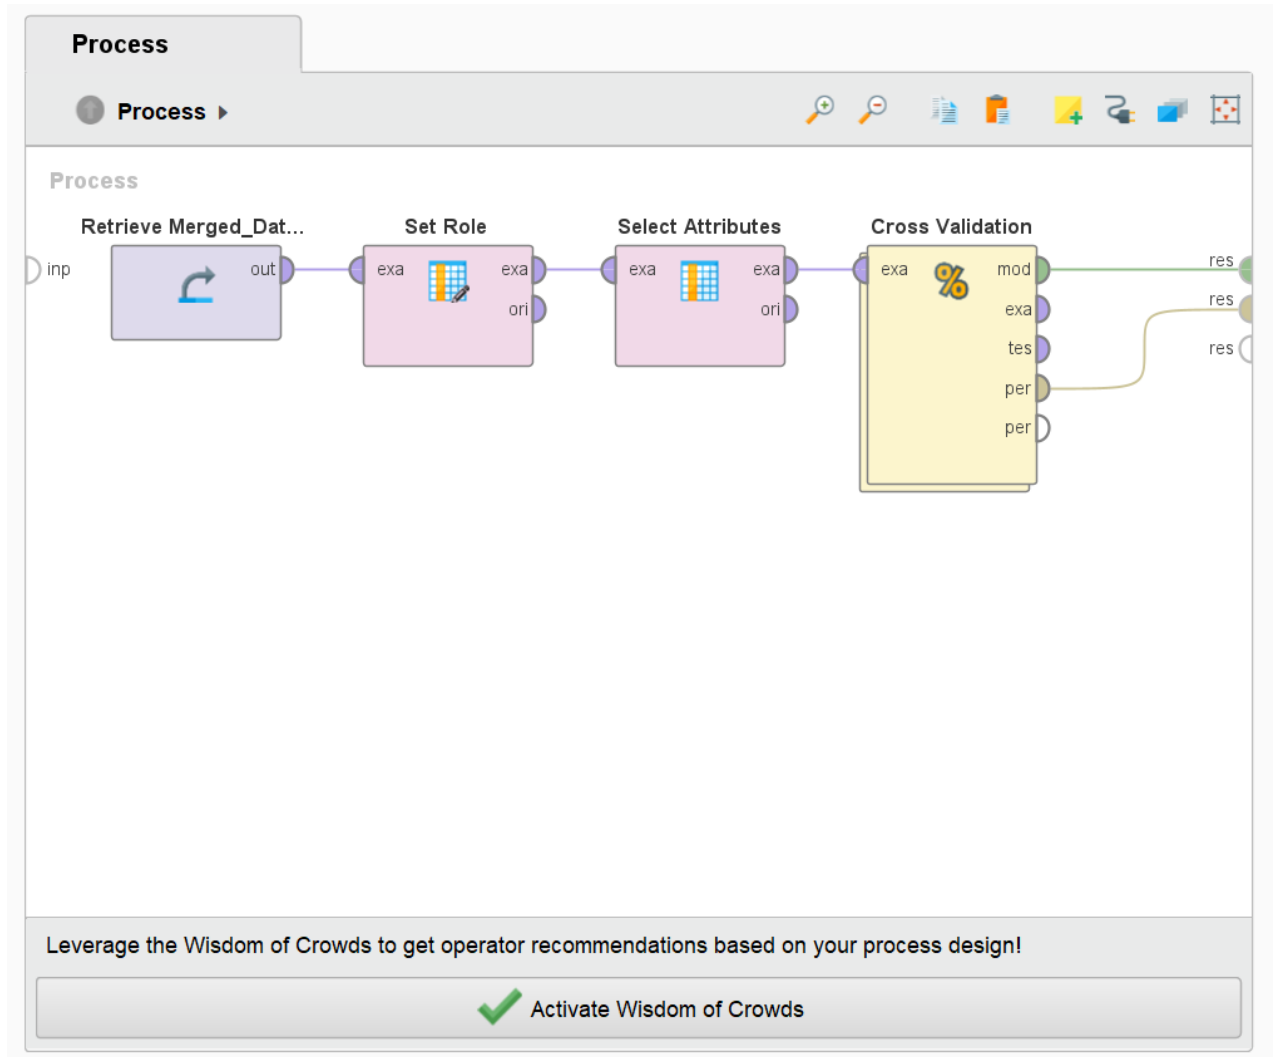 Process
Process
Process
Retrieve Merged_Dat...
Set Role
Select Attributes
Cross Validation
inp
out
exa
exa
ori
exa
exa
ori
exa
mod
exa
tes
per
per
res
res
res
Leverage the Wisdom of Crowds to get operator recommendations based on your process design!
Activate Wisdom of Crowds